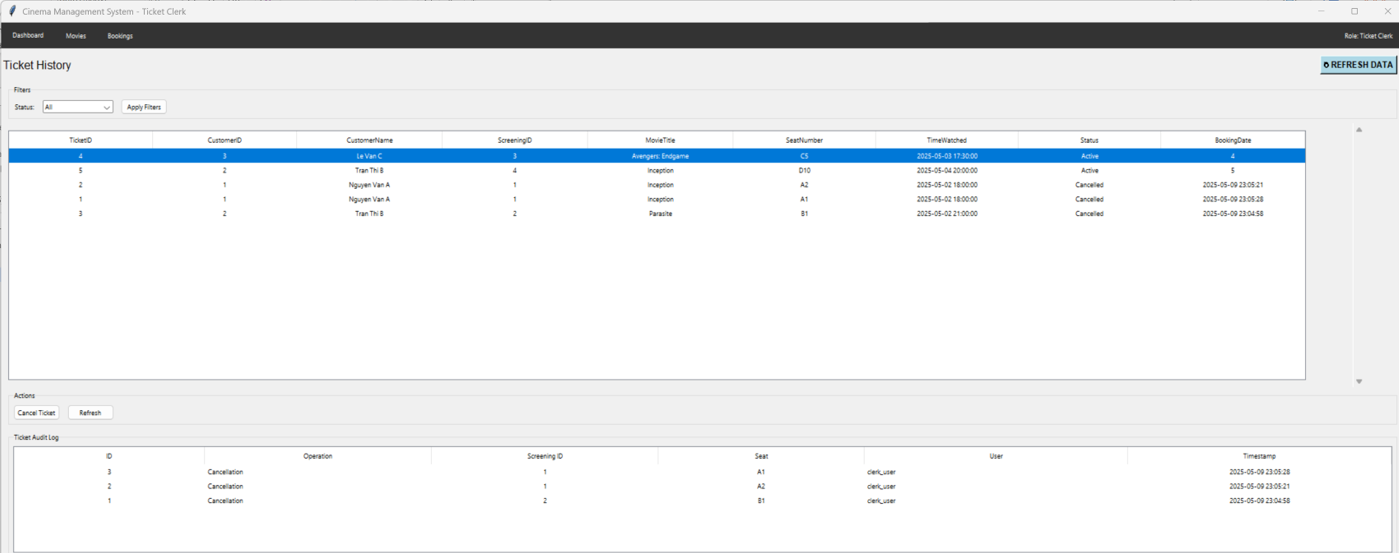 Cinema Management System - Ticket Clerk
Dashboard Movies Bookings Role: Ticket Clerk
Ticket History REFRESH DATA
Filters
Status: All Apply Filters
TicketID CustomerID CustomerName ScreeningID MovieTitle SeatNumber TimeWatched Status BookingDate
4 3 Le Van C 3 Avengers: Endgame C5 2025-05-03 17:30:00 Active 4
5 2 Tran Thi B 4 Inception D10 2025-05-04 20:00:00 Active 5
2 1 Nguyen Van A 1 Inception A2 2025-05-02 18:00:00 Cancelled 2025-05-09 23:05:21
1 1 Nguyen Van A 1 Inception A1 2025-05-02 18:00:00 Cancelled 2025-05-09 23:05:28
3 2 Tran Thi B 2 Parasite B1 2025-05-02 21:00:00 Cancelled 2025-05-09 23:04:58
Actions
Cancel Ticket Refresh
Ticket Audit Log
ID Operation Screening ID Seat User Timestamp
3 Cancellation 1 A1 clerk_user 2025-05-09 23:05:28
2 Cancellation 1 A2 clerk_user 2025-05-09 23:05:21
1 Cancellation 2 B1 clerk_user 2025-05-09 23:04:58